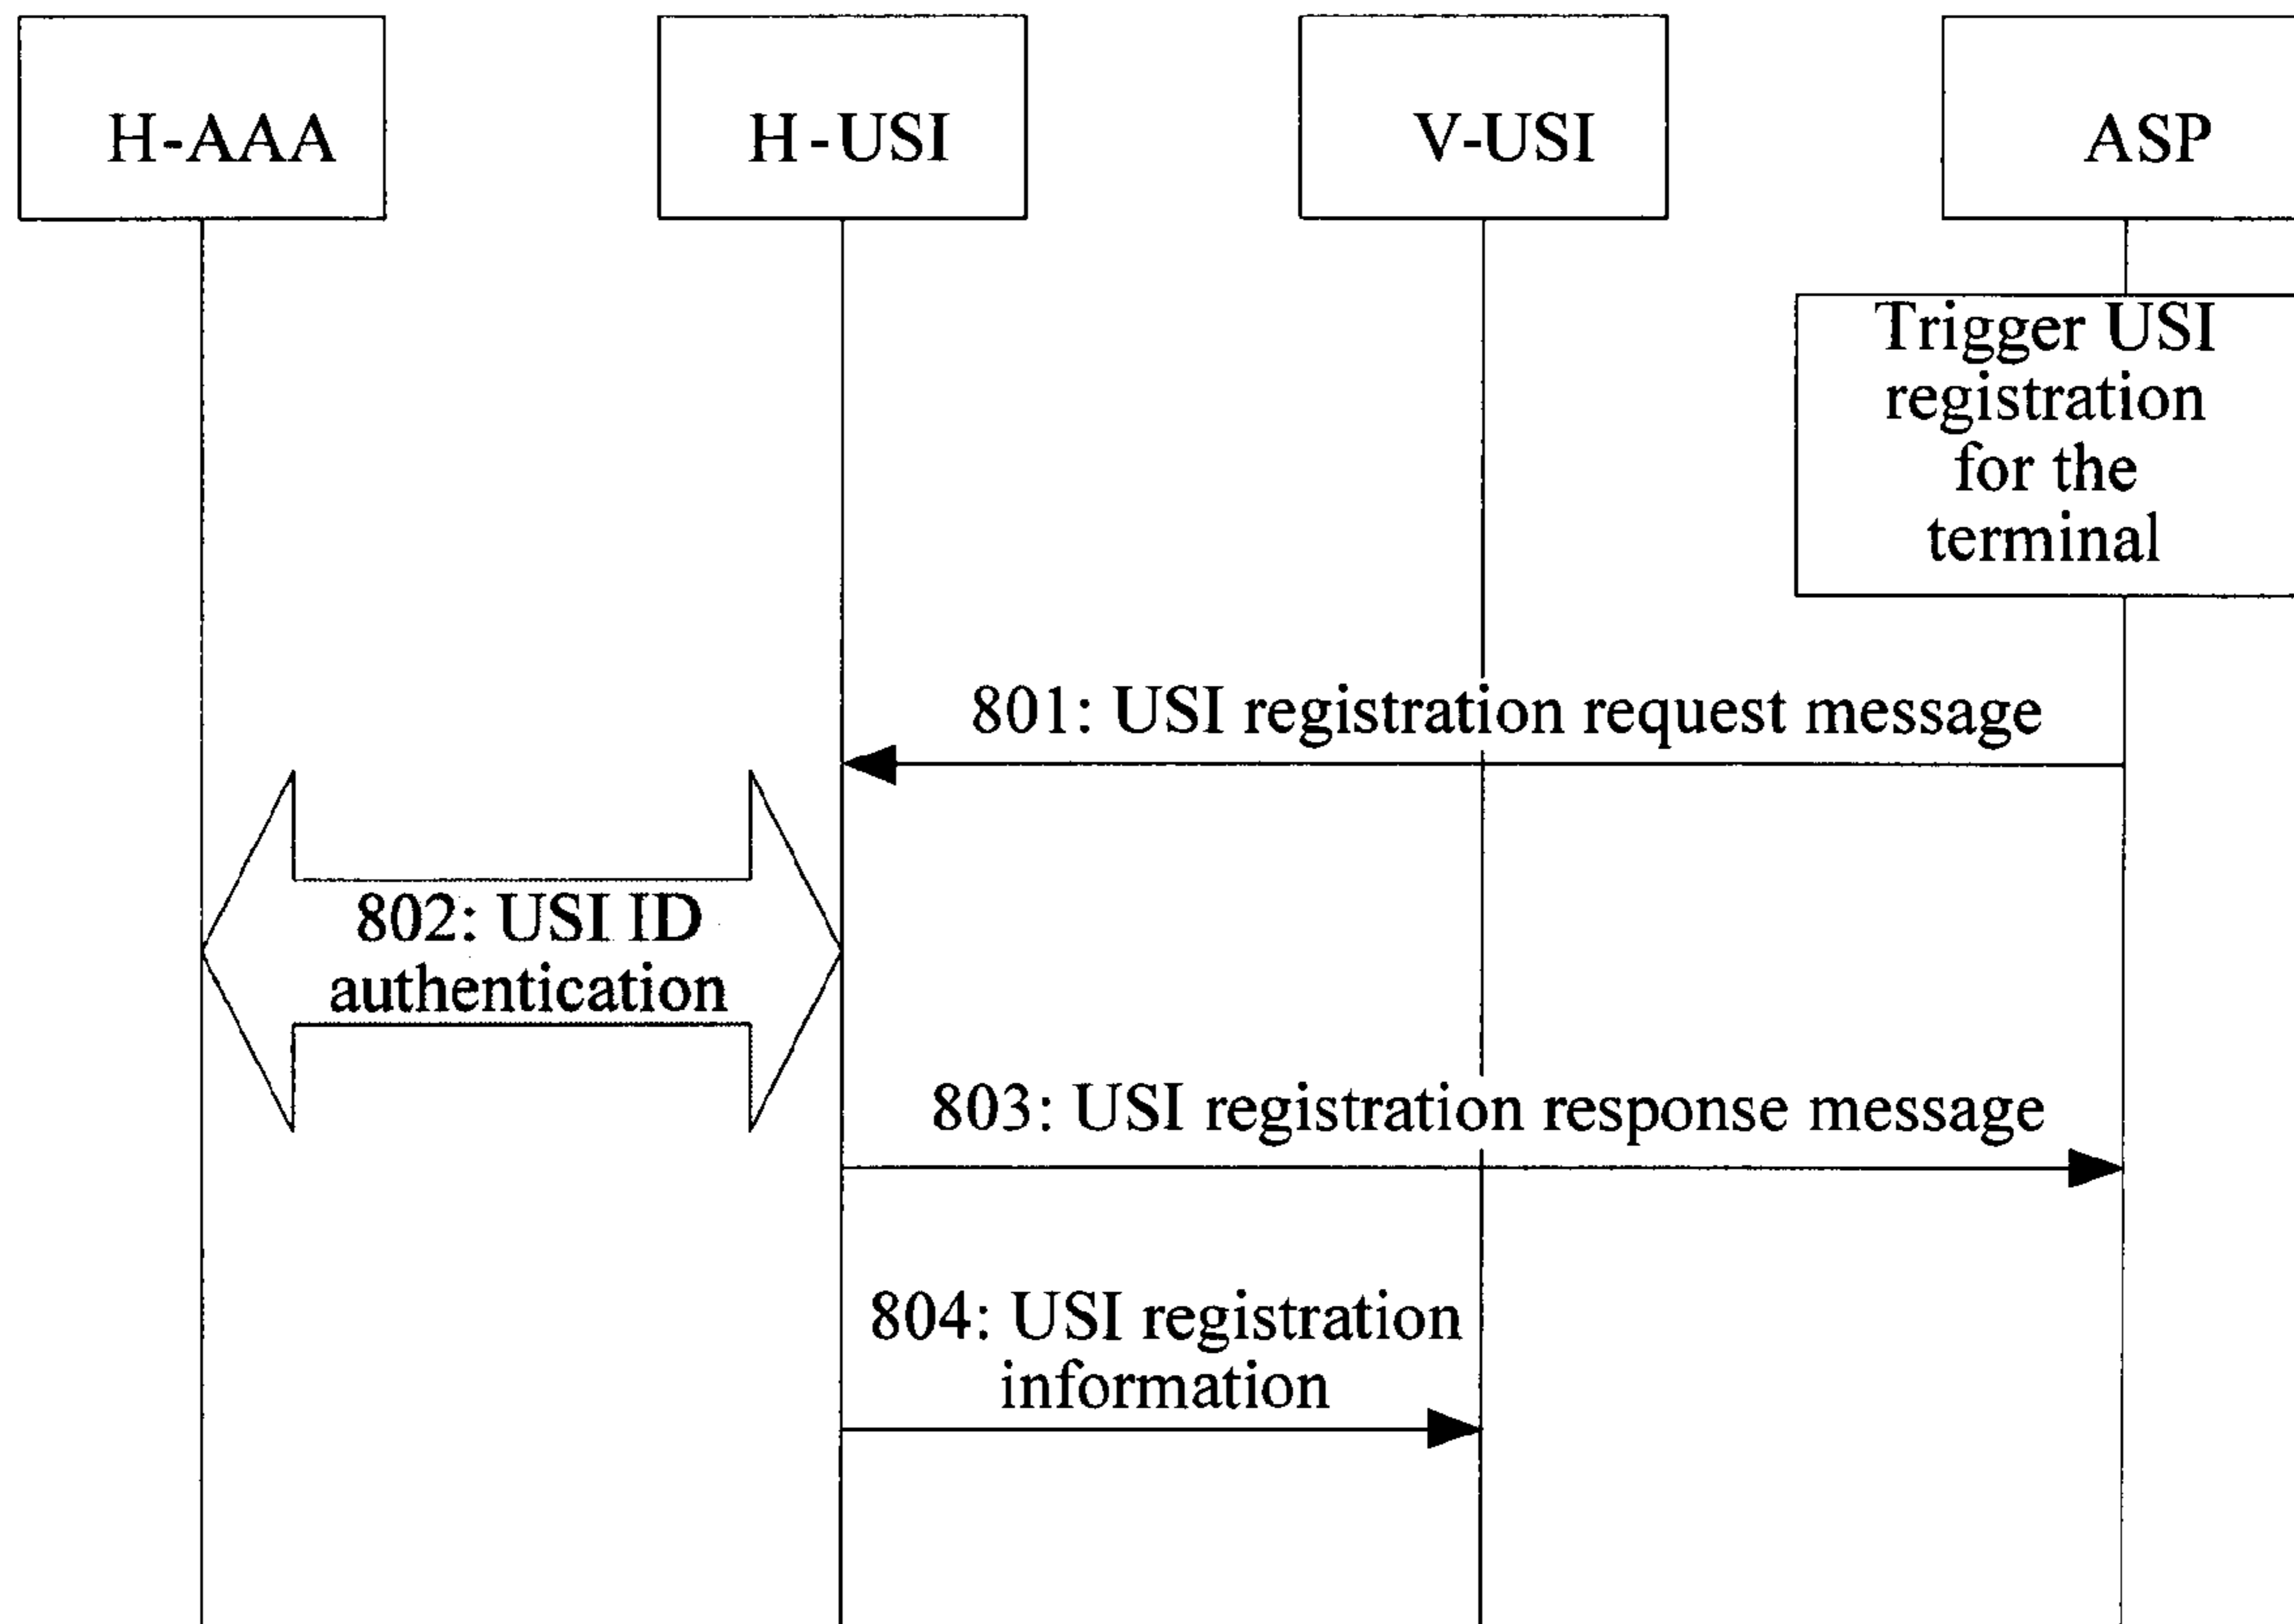 H-AAA
H-USI
V-USI
ASP
Trigger USI
registration
for the
terminal
801: USI registration request message
802: USI ID
authentication
803: USI registration response message
804: USI registration
information